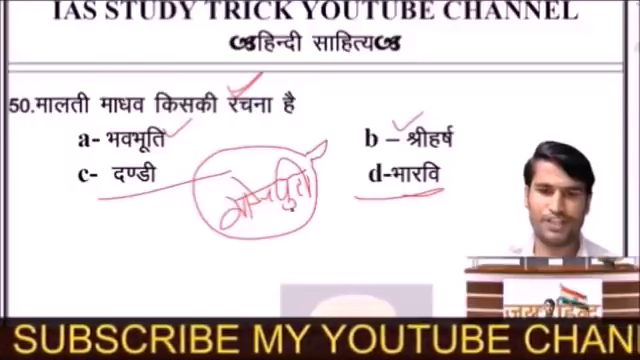 IAS STUDY TRICK YOUTUBE CHANNEL
हिन्दी साहित्य
50.मालती माधव किसकी रचना है
a- भवभूति
b – श्रीहर्ष
c- दण्डी
d-भारवि
SUBSCRIBE MY YOUTUBE CHAN